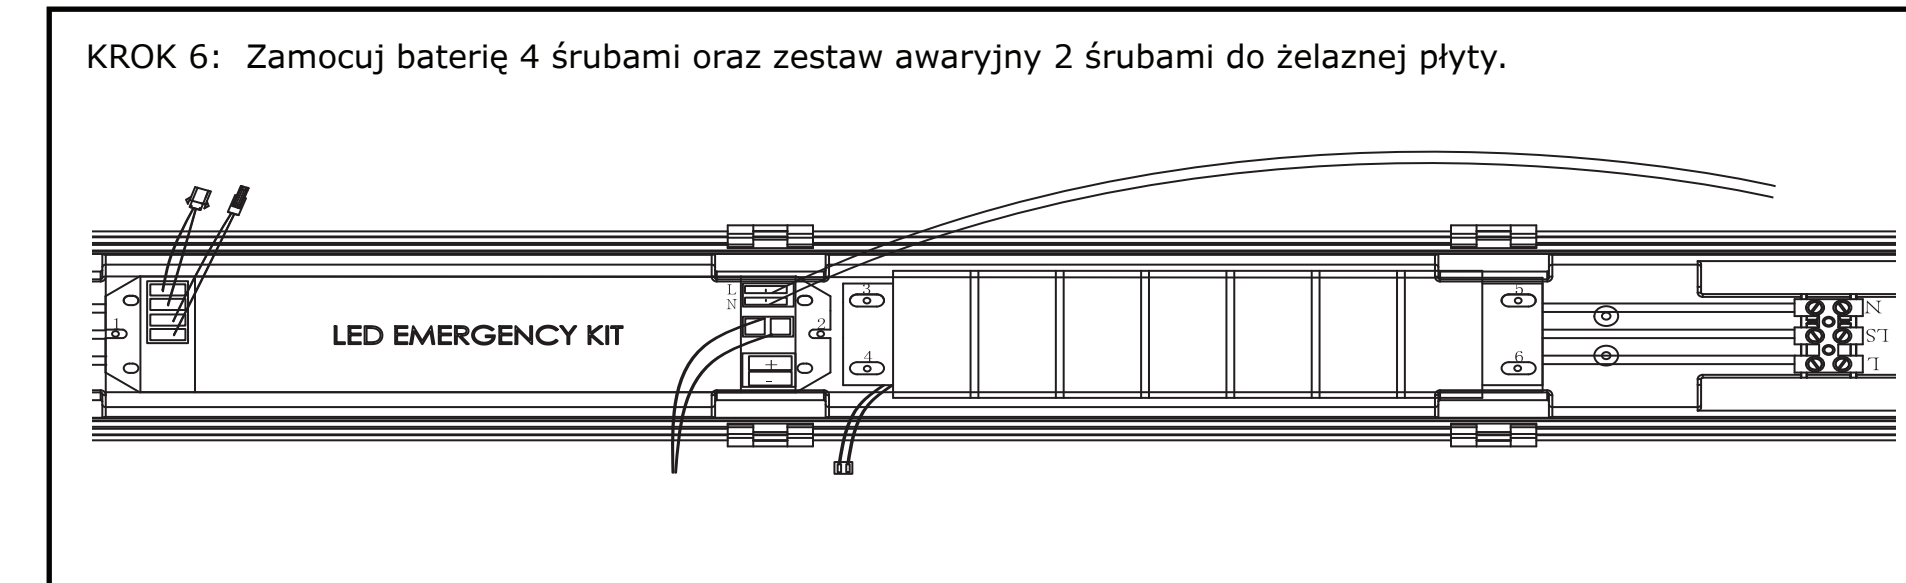 KROK 6: Zamocuj baterię 4 śrubami oraz zestaw awaryjny 2 śrubami do żelaznej płyty.
L
N
1
LED EMERGENCY KIT
2
+
-
3
4
5
6
N
LS
L